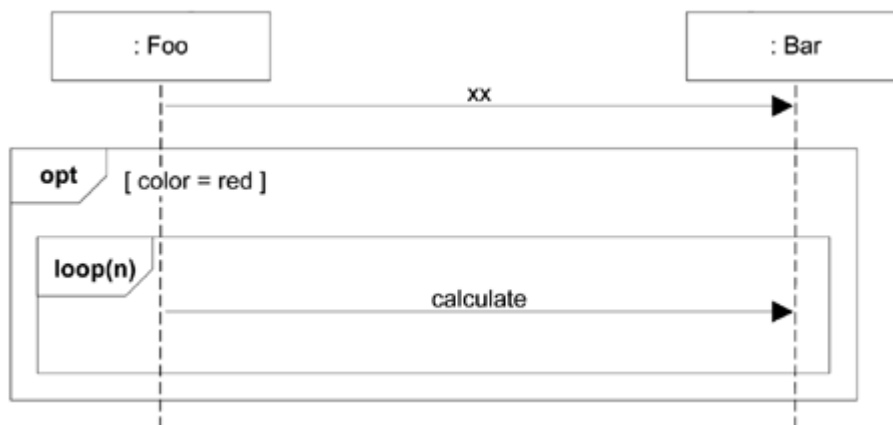 : Foo
: Bar
xx
opt
[ color = red ]
loop(n)
calculate